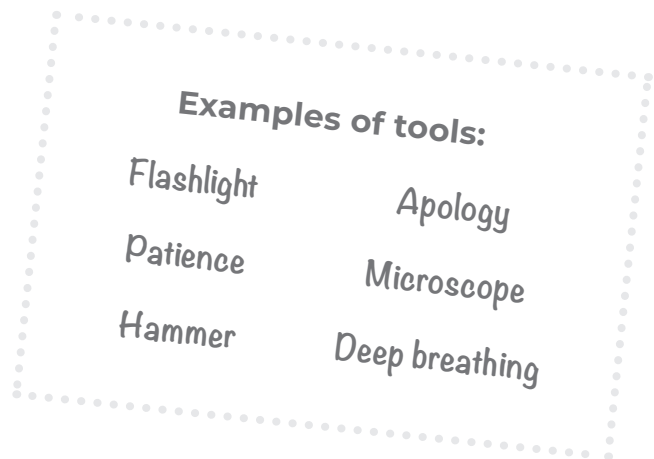 Examples of tools:
Flashlight
Apology
Patience
Microscope
Hammer
Deep breathing